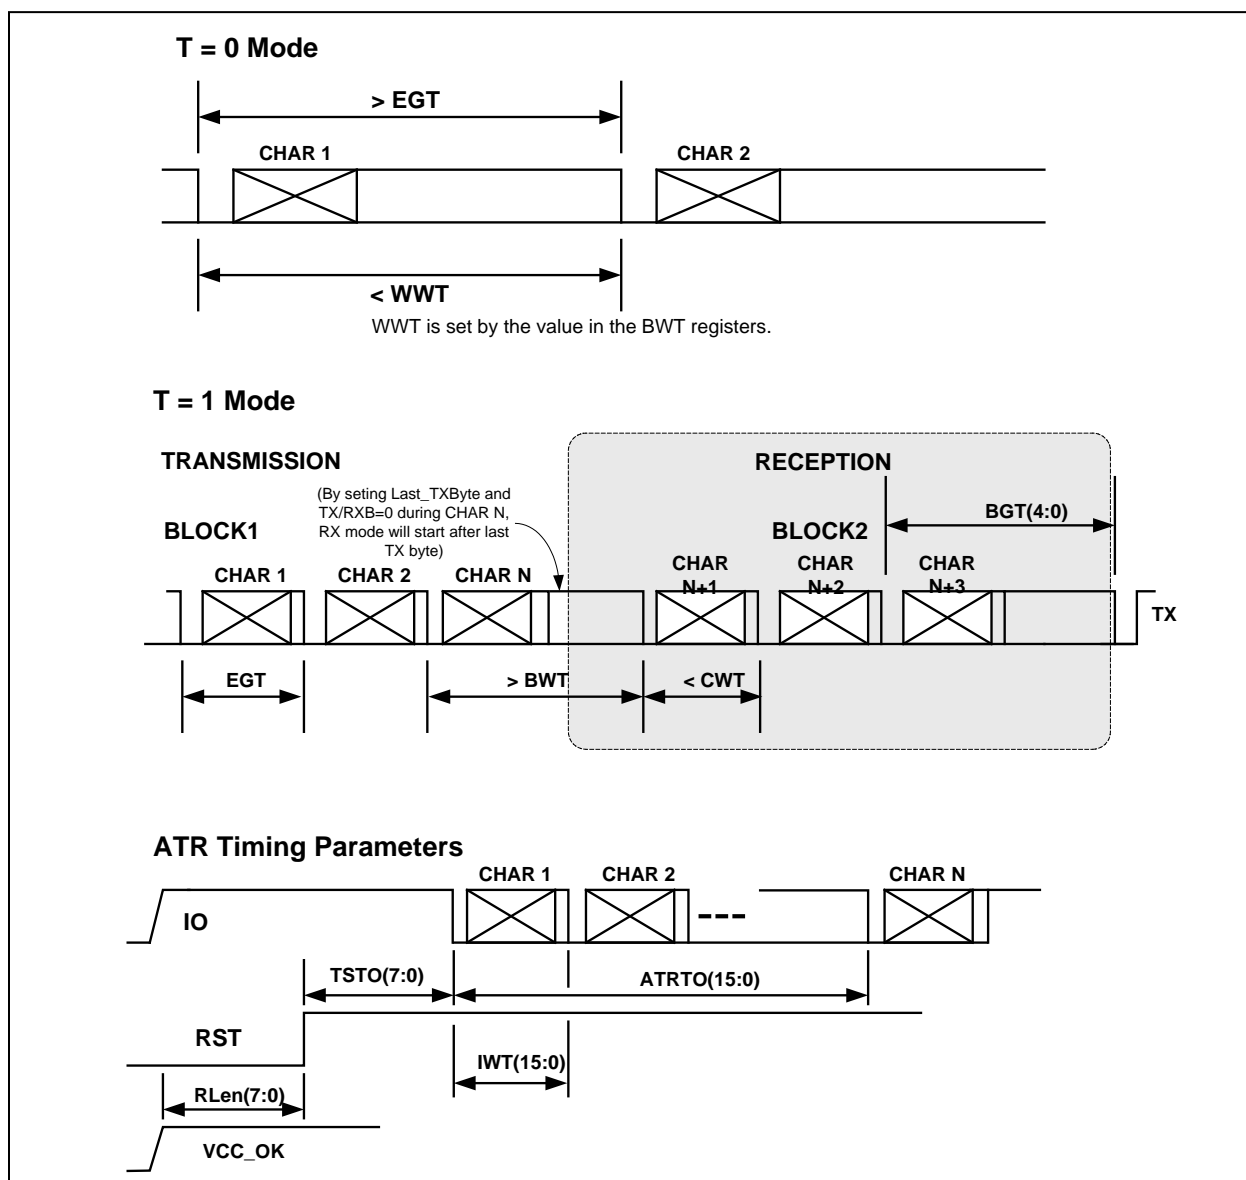 T = 0 Mode
> EGT
CHAR 1
CHAR 2
< WWT
WWT is set by the value in the BWT registers.
T = 1 Mode
TRANSMISSION
RECEPTION
(By seting Last_TXByte and
TX/RXB=0 during CHAR N,
RX mode will start after last
TX byte)
BGT(4:0)
BLOCK1
BLOCK2
CHAR 1
CHAR 2
CHAR N
CHAR
N+1
CHAR
N+2
CHAR
N+3
TX
EGT
> BWT
< CWT
ATR Timing Parameters
CHAR 1
CHAR 2
CHAR N
IO
TSTO(7:0)
ATRTO(15:0)
RST
IWT(15:0)
RLen(7:0)
VCC_OK